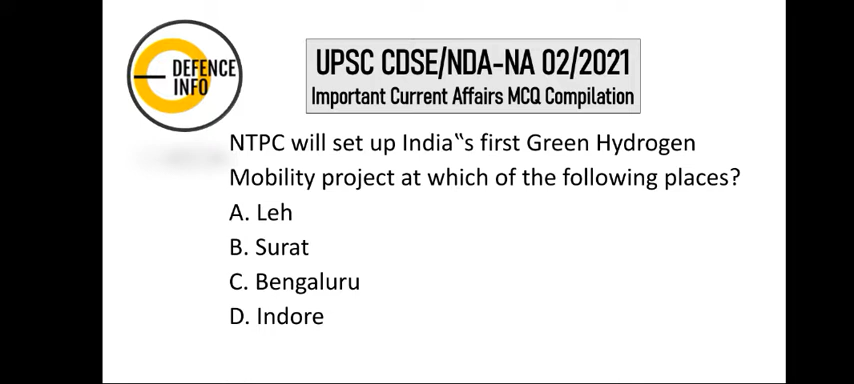 DEFENCE
INFO
UPSC CDSE/NDA-NA 02/2021
Important Current Affairs MCQ Compilation
NTPC will set up India‟s first Green Hydrogen
Mobility project at which of the following places?
A. Leh
B. Surat
C. Bengaluru
D. Indore